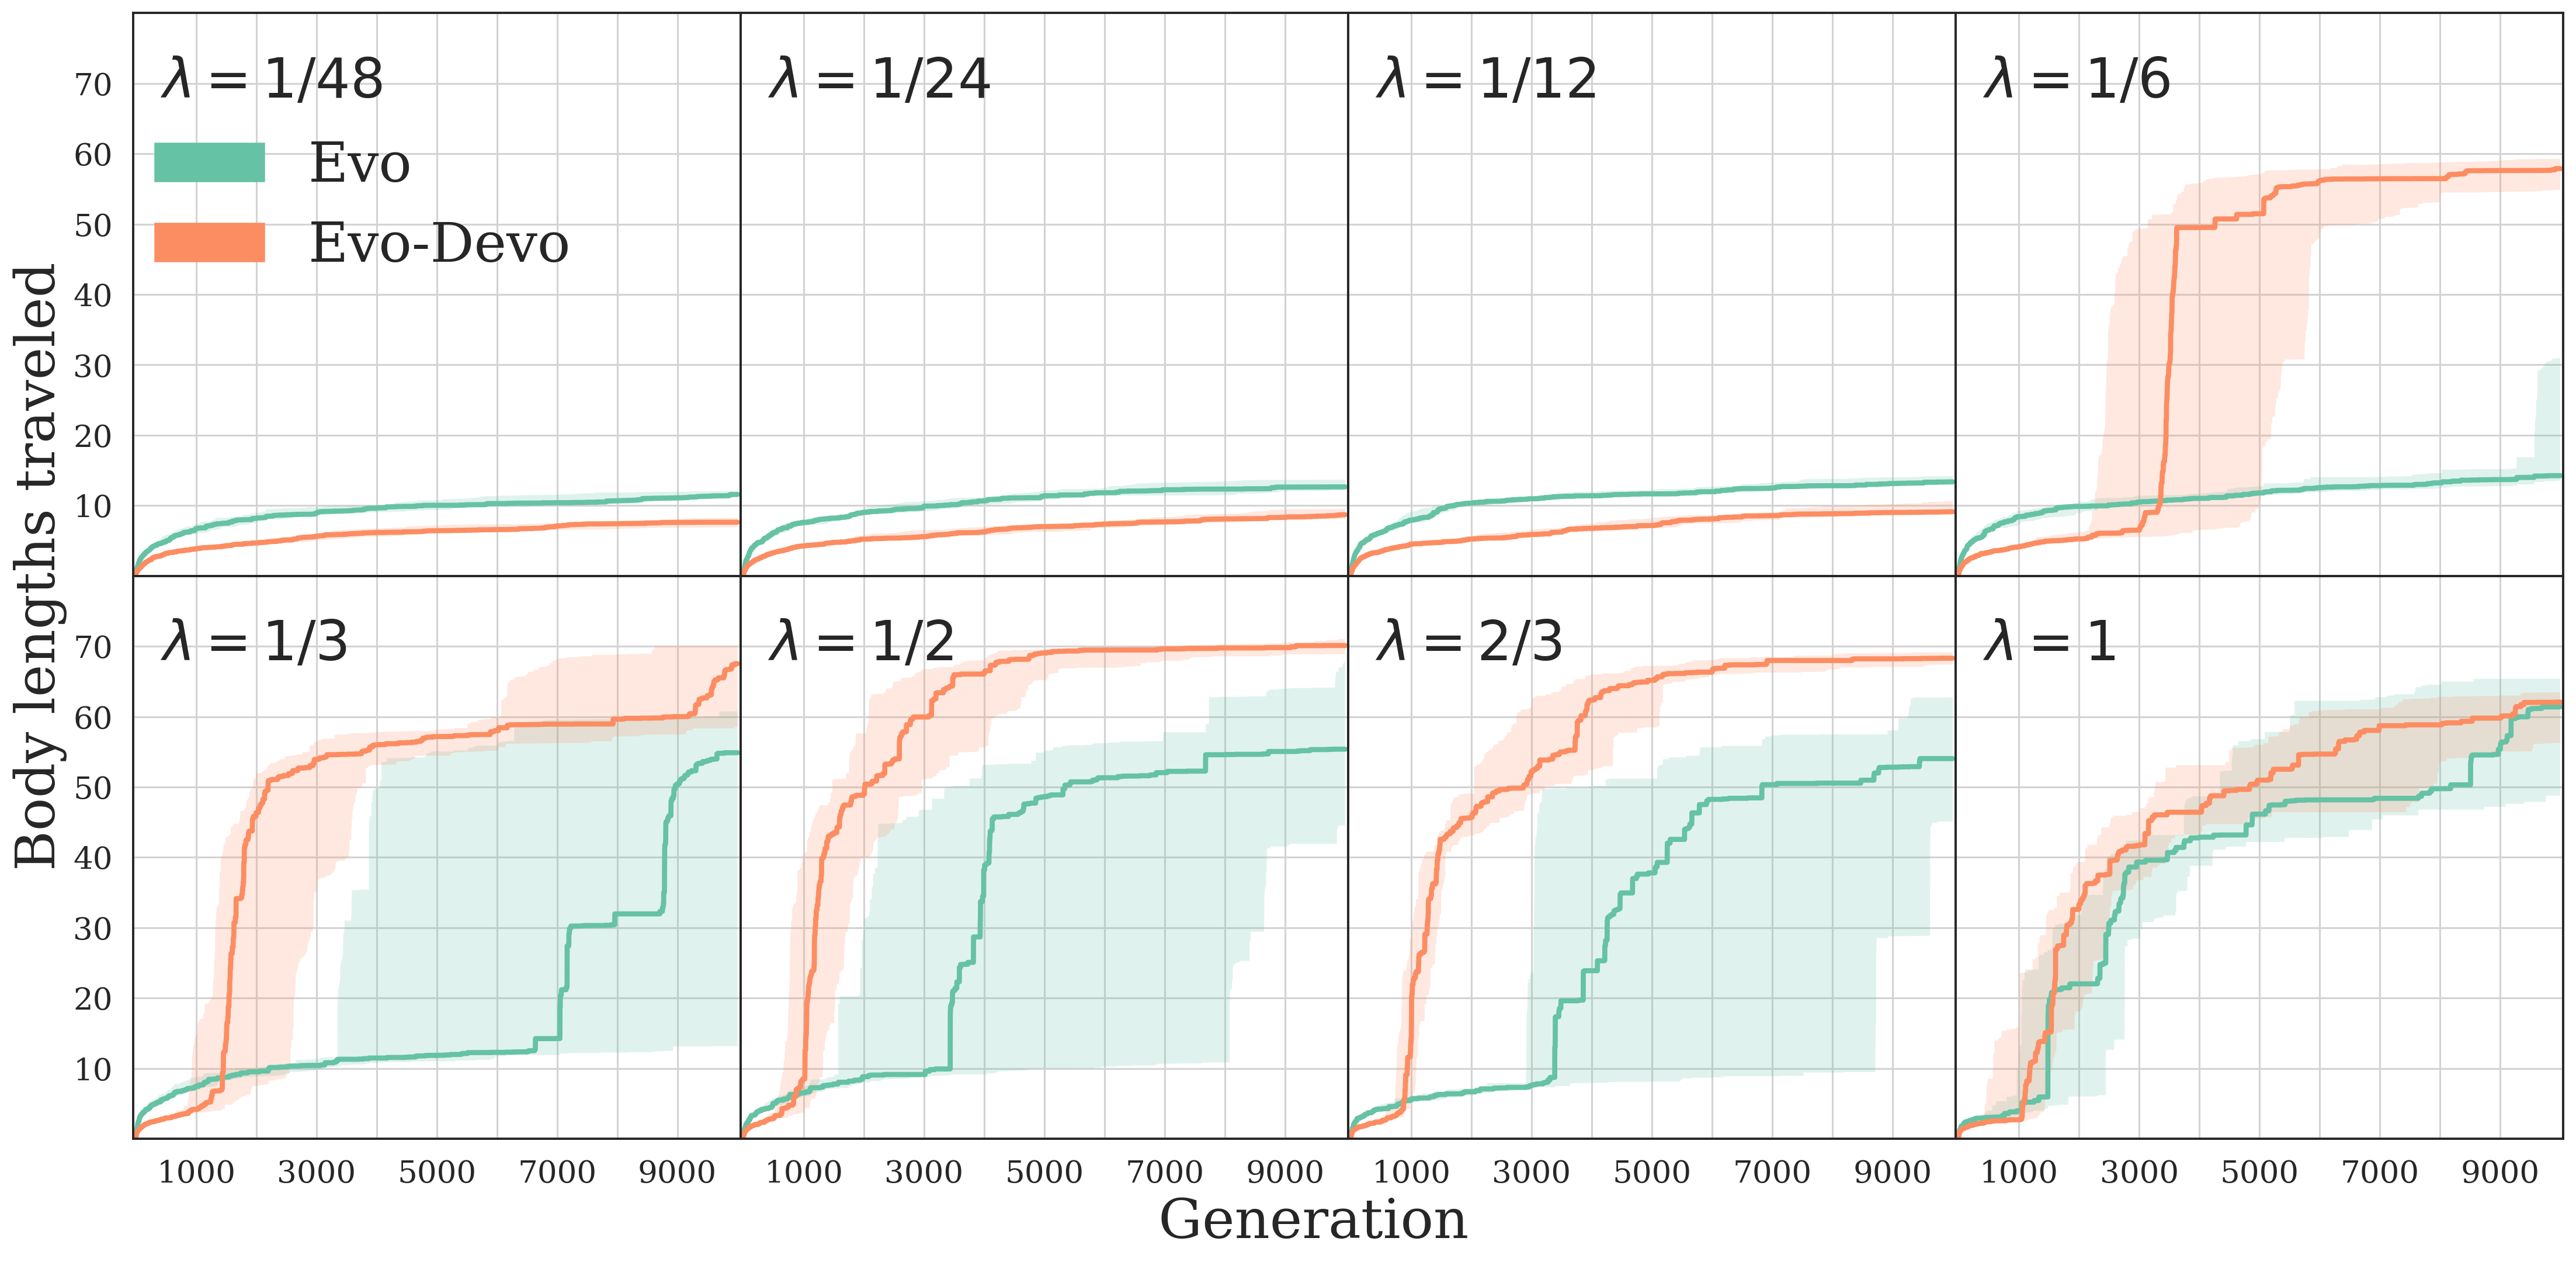 Body lengths traveled
λ = 1/48
λ = 1/24
λ = 1/12
λ = 1/6
Evo
Evo-Devo
70
60
50
40
30
20
10
λ = 1/3
λ = 1/2
λ = 2/3
λ = 1
70
60
50
40
30
20
10
1000 3000 5000 7000 9000
1000 3000 5000 7000 9000
1000 3000 5000 7000 9000
1000 3000 5000 7000 9000
Generation